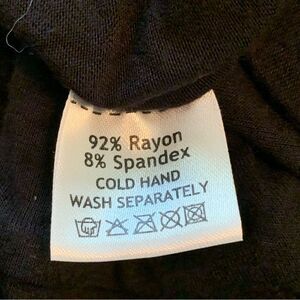 92% Rayon
8% Spandex
COLD HAND
WASH SEPARATELY